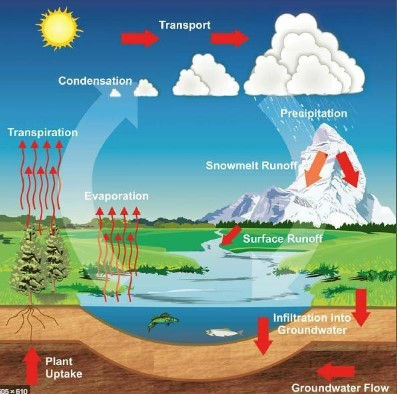 Transport
Condensation
Precipitation
Transpiration
Snowmelt Runoff
Evaporation
Surface Runoff
Infiltration into
Groundwater
Plant
Uptake
Groundwater Flow